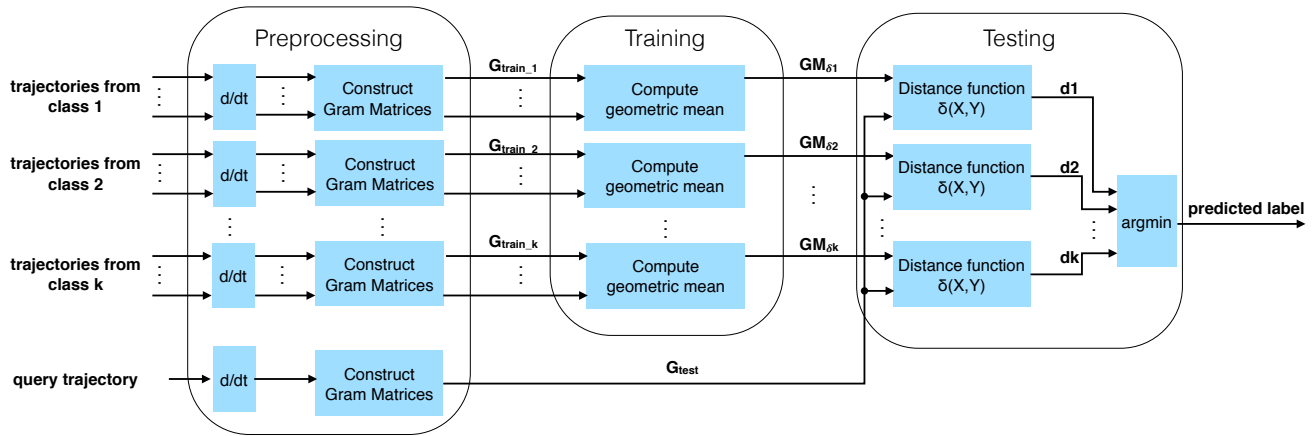 Preprocessing
Training
Testing
trajectories from
class 1
d/dt
Construct
Gram Matrices
Gtrain_1
Compute
geometric mean
GMδ1
Distance function
δ(X,Y)
d1
trajectories from
class 2
d/dt
Construct
Gram Matrices
Gtrain_2
Compute
geometric mean
GMδ2
Distance function
δ(X,Y)
d2
argmin
predicted label
trajectories from
class k
d/dt
Construct
Gram Matrices
Gtrain_k
Compute
geometric mean
GMδk
Distance function
δ(X,Y)
dk
query trajectory
d/dt
Construct
Gram Matrices
Gtest